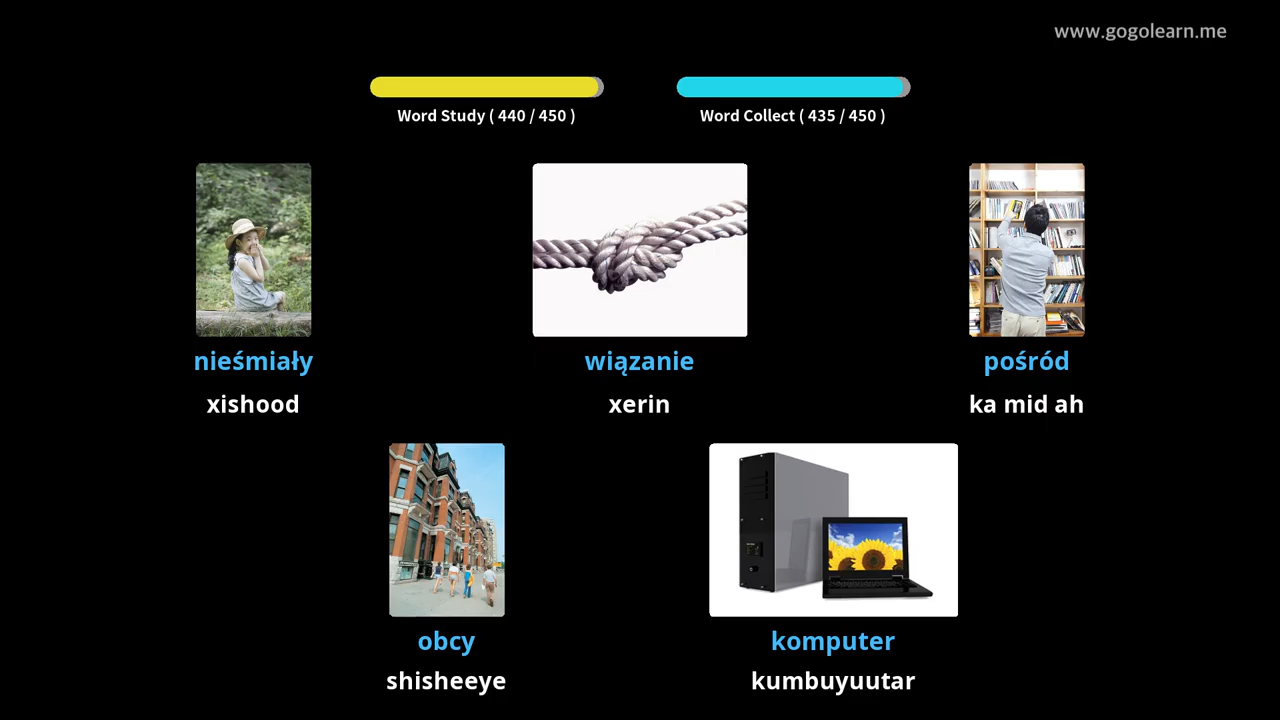 www.gogolearn.me
Word Study ( 440 / 450 )
Word Collect ( 435 / 450 )
nieśmiały
wiązanie
pośród
xishood
xerin
ka mid ah
obcy
komputer
shisheeye
kumbuyuutar